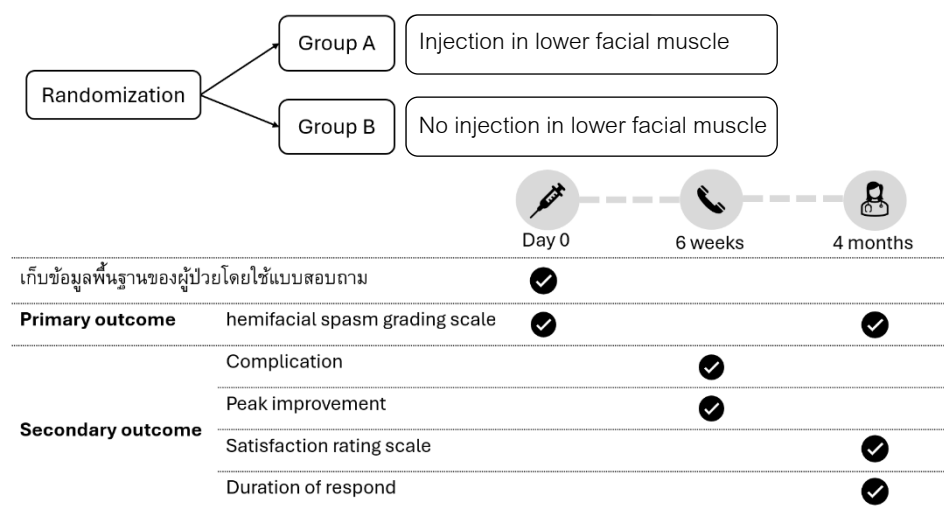 Group A
Injection in lower facial muscle
Randomization
Group B
No injection in lower facial muscle
Day 0
6 weeks
4 months
เก็บข้อมูลพื้นฐานของผู้ป่วยโดยใช้แบบสอบถาม
Primary outcome
hemifacial spasm grading scale
Complication
Peak improvement
Secondary outcome
Satisfaction rating scale
Duration of respond